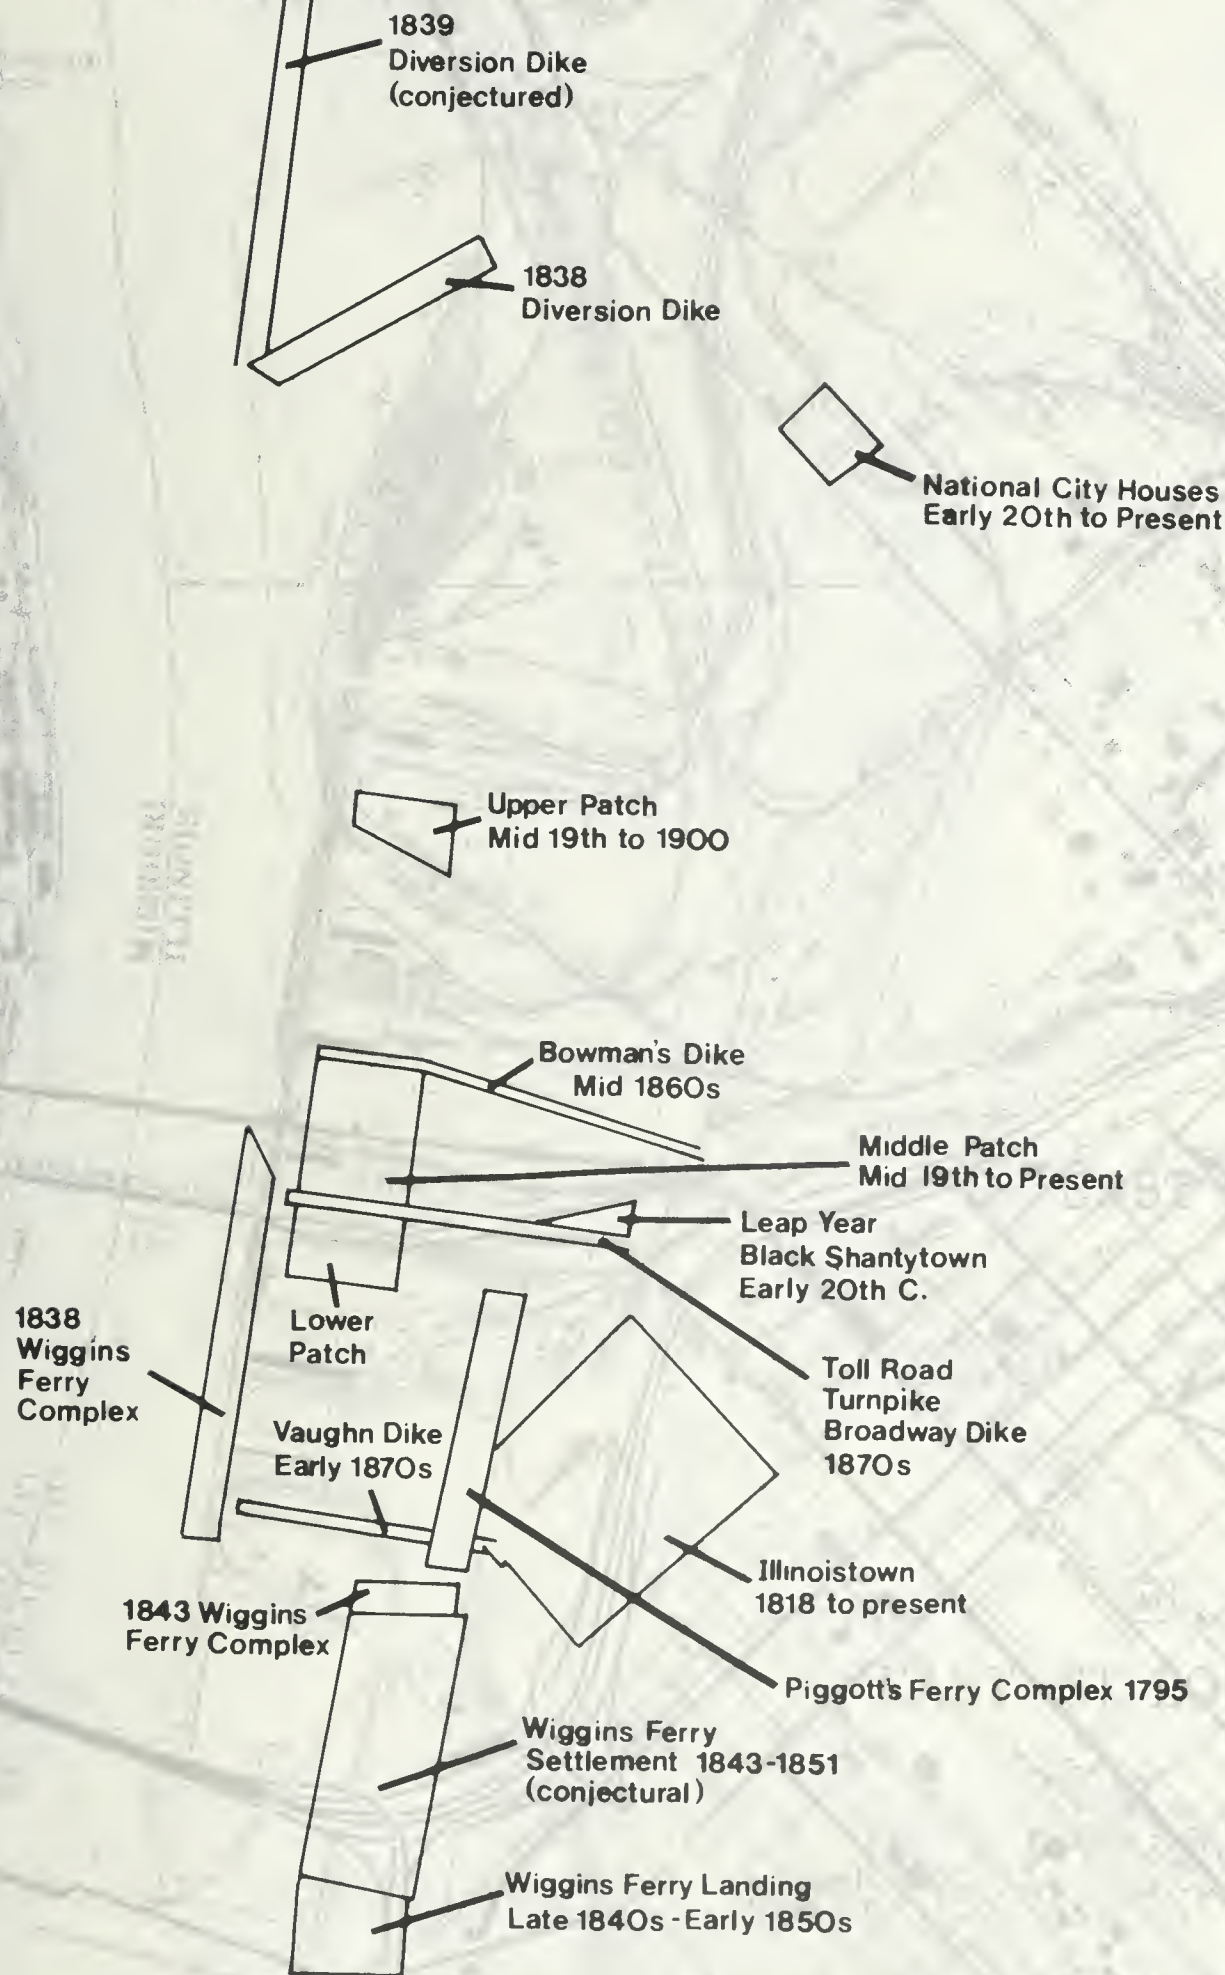 1839
Diversion Dike
(conjectured)
1838
Diversion Dike
National City Houses
Early 20th to Present
Upper Patch
Mid 19th to 1900
MISSOURI
ILLINOIS
Bowman's Dike
Mid 1860s
Middle Patch
Mid 19th to Present
Leap Year
Black Shantytown
Early 20th C.
Lower
Patch
1838
Wiggins
Ferry
Complex
Toll Road
Turnpike
Broadway Dike
1870s
Vaughn Dike
Early 1870s
Illinoistown
1818 to present
1843 Wiggins
Ferry Complex
Piggott's Ferry Complex 1795
Wiggins Ferry
Settlement 1843-1851
(conjectural)
Wiggins Ferry Landing
Late 1840s - Early 1850s